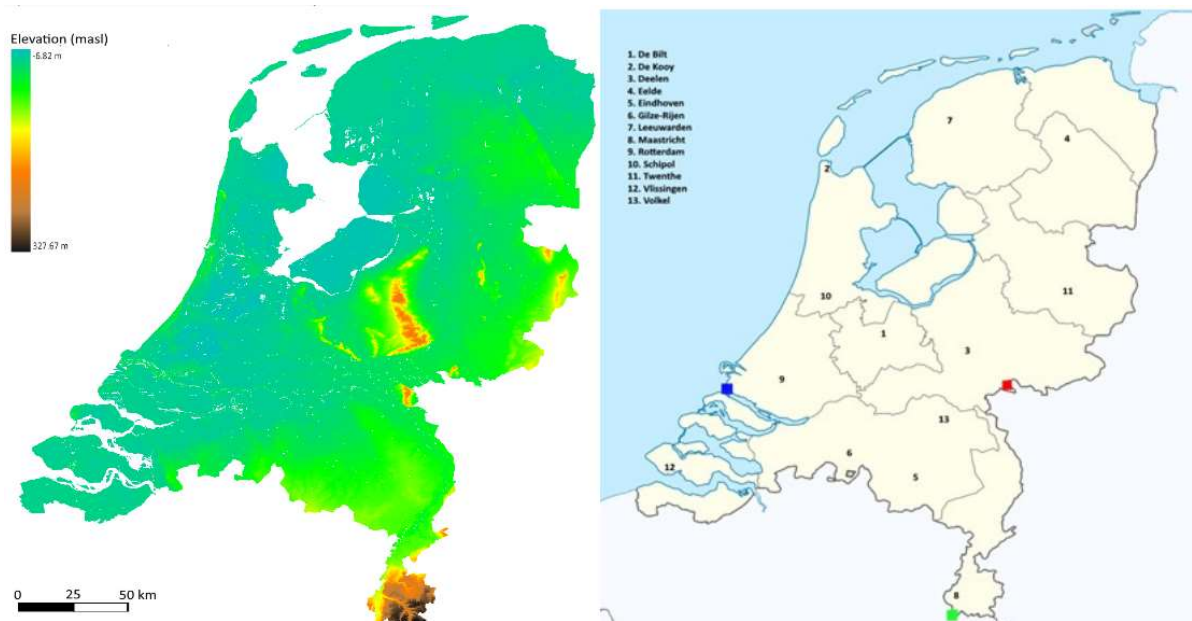 Elevation (masl)
-6.82 m
327.67 m
0 25 50 km
1. De Bilt
2. De Kooy
3. Deelen
4. Eelde
5. Eindhoven
6. Gilze-Rijen
7. Leeuwarden
8. Maastricht
9. Rotterdam
10. Schipol
11. Twenthe
12. Vlissingen
13. Volkel
7
4
2
10
11
1
3
9
13
6
12
5
8